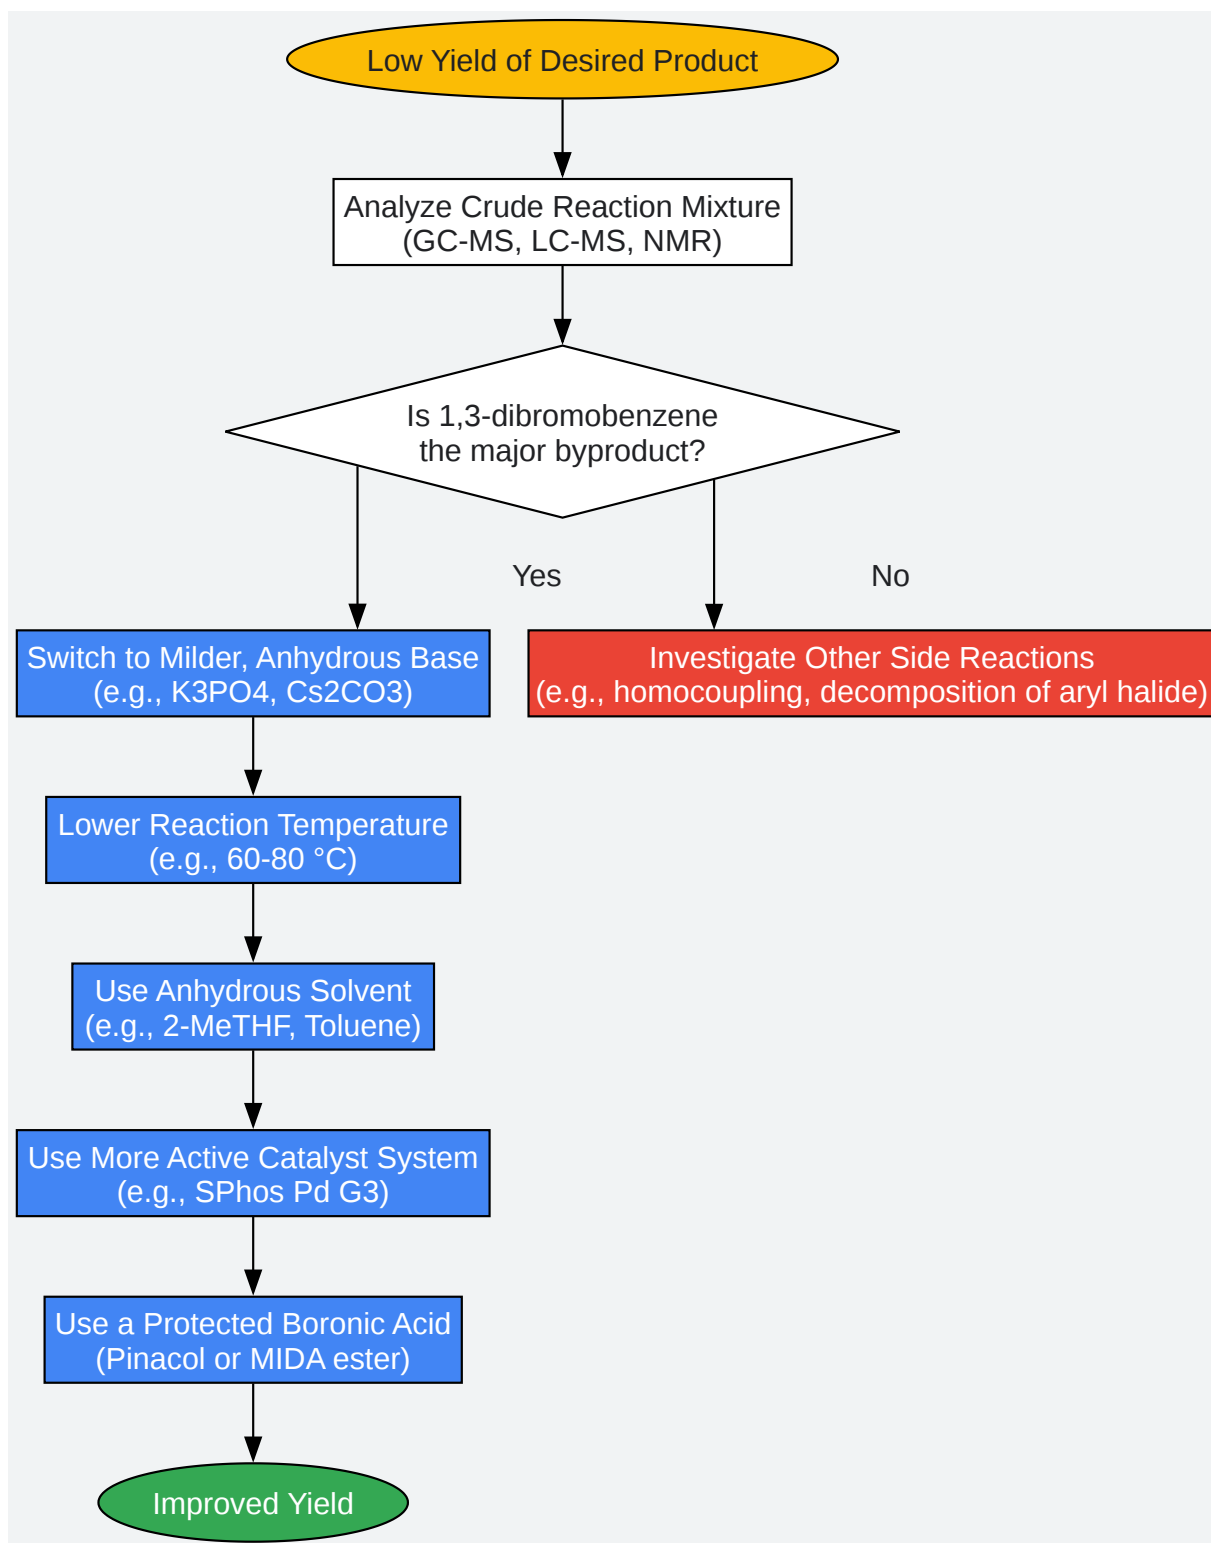 Low Yield of Desired Product
Analyze Crude Reaction Mixture
(GC-MS, LC-MS, NMR)
Is 1,3-dibromobenzene
the major byproduct?
Yes
No
Switch to Milder, Anhydrous Base
(e.g., K3PO4, Cs2CO3)
Investigate Other Side Reactions
(e.g., homocoupling, decomposition of aryl halide)
Lower Reaction Temperature
(e.g., 60-80 °C)
Use Anhydrous Solvent
(e.g., 2-MeTHF, Toluene)
Use More Active Catalyst System
(e.g., SPhos Pd G3)
Use a Protected Boronic Acid
(Pinacol or MIDA ester)
Improved Yield